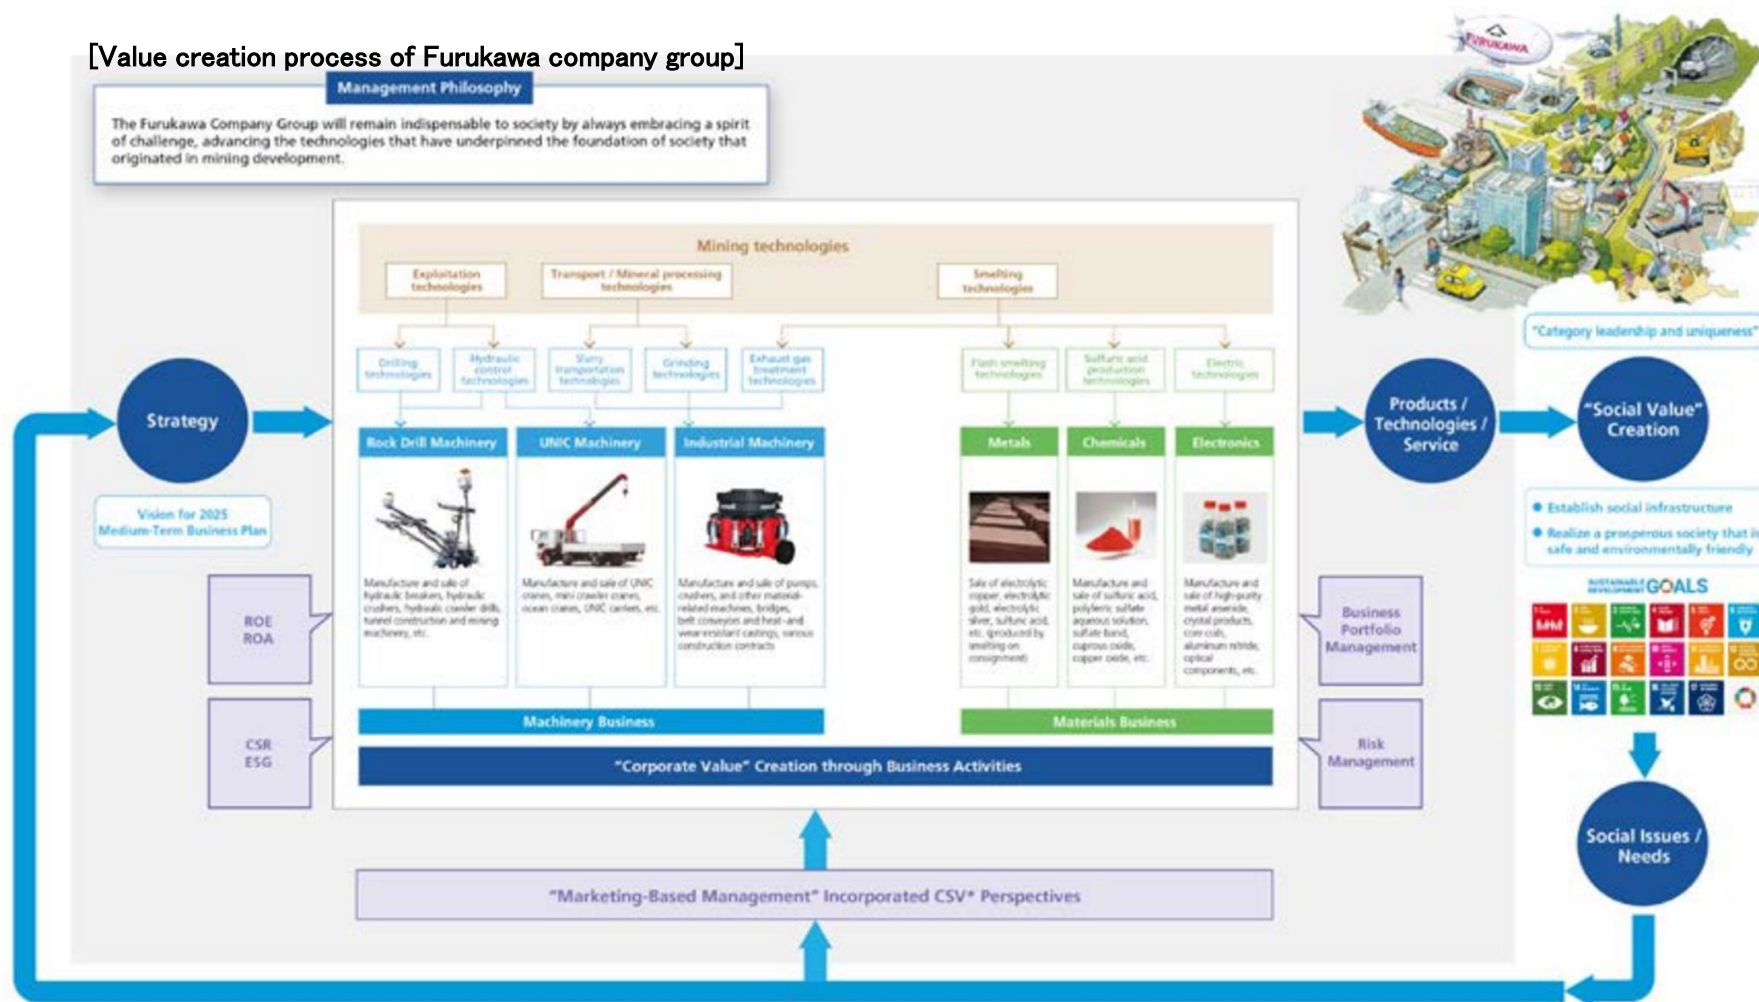 [Value creation process of Furukawa company group]
Management Philosophy
The Furukawa Company Group will remain indispensable to society by always embracing a spirit
of challenge, advancing the technologies that have underpinned the foundation of society that
originated in mining development.
FURUKAWA
Mining technologies
Exploitation
technologies
Transport / Mineral processing
technologies
Smelting
technologies
Drilling
technologies
Hydraulic
control
technologies
Slurry
transportation
technologies
Grinding
technologies
Exhaust gas
treatment
technologies
Flash smelting
technologies
Sulfuric acid
production
technologies
Electric
technologies
Strategy
Vision for 2025
Medium-Term Business Plan
Rock Drill Machinery
Manufacture and sale of
hydraulic breakers, hydraulic
crushers, hydraulic crawler drills,
tunnel construction and mining
machinery, etc.
UNIC Machinery
Manufacture and sale of UNIC
cranes, mini crawler cranes,
ocean cranes, UNIC carriers, etc.
Industrial Machinery
Manufacture and sale of pumps,
crushers, and other material-
related machines, bridges,
belt conveyors and heat-and
wear-resistant castings, various
construction contracts
Metals
Sale of electrolytic
copper, electrolytic
gold, electrolytic
silver, sulfuric acid,
etc. (produced by
smelting on
consignment)
Chemicals
Manufacture and
sale of sulfuric acid,
polyferric sulfate
aqueous solution,
sulfate band,
cuprous oxide,
copper oxide, etc.
Electronics
Manufacture and
sale of high-purity
metal arsenide,
crystal products,
core coils,
aluminum nitride,
optical
components, etc.
Machinery Business
Materials Business
"Corporate Value" Creation through Business Activities
ROE
ROA
CSR
ESG
Business
Portfolio
Management
Risk
Management
"Marketing-Based Management" Incorporated CSV* Perspectives
Products /
Technologies /
Service
"Category leadership and uniqueness"
"Social Value"
Creation
Establish social infrastructure
Realize a prosperous society that is
safe and environmentally friendly
SUSTAINABLE
DEVELOPMENT GOALS
Social Issues /
Needs